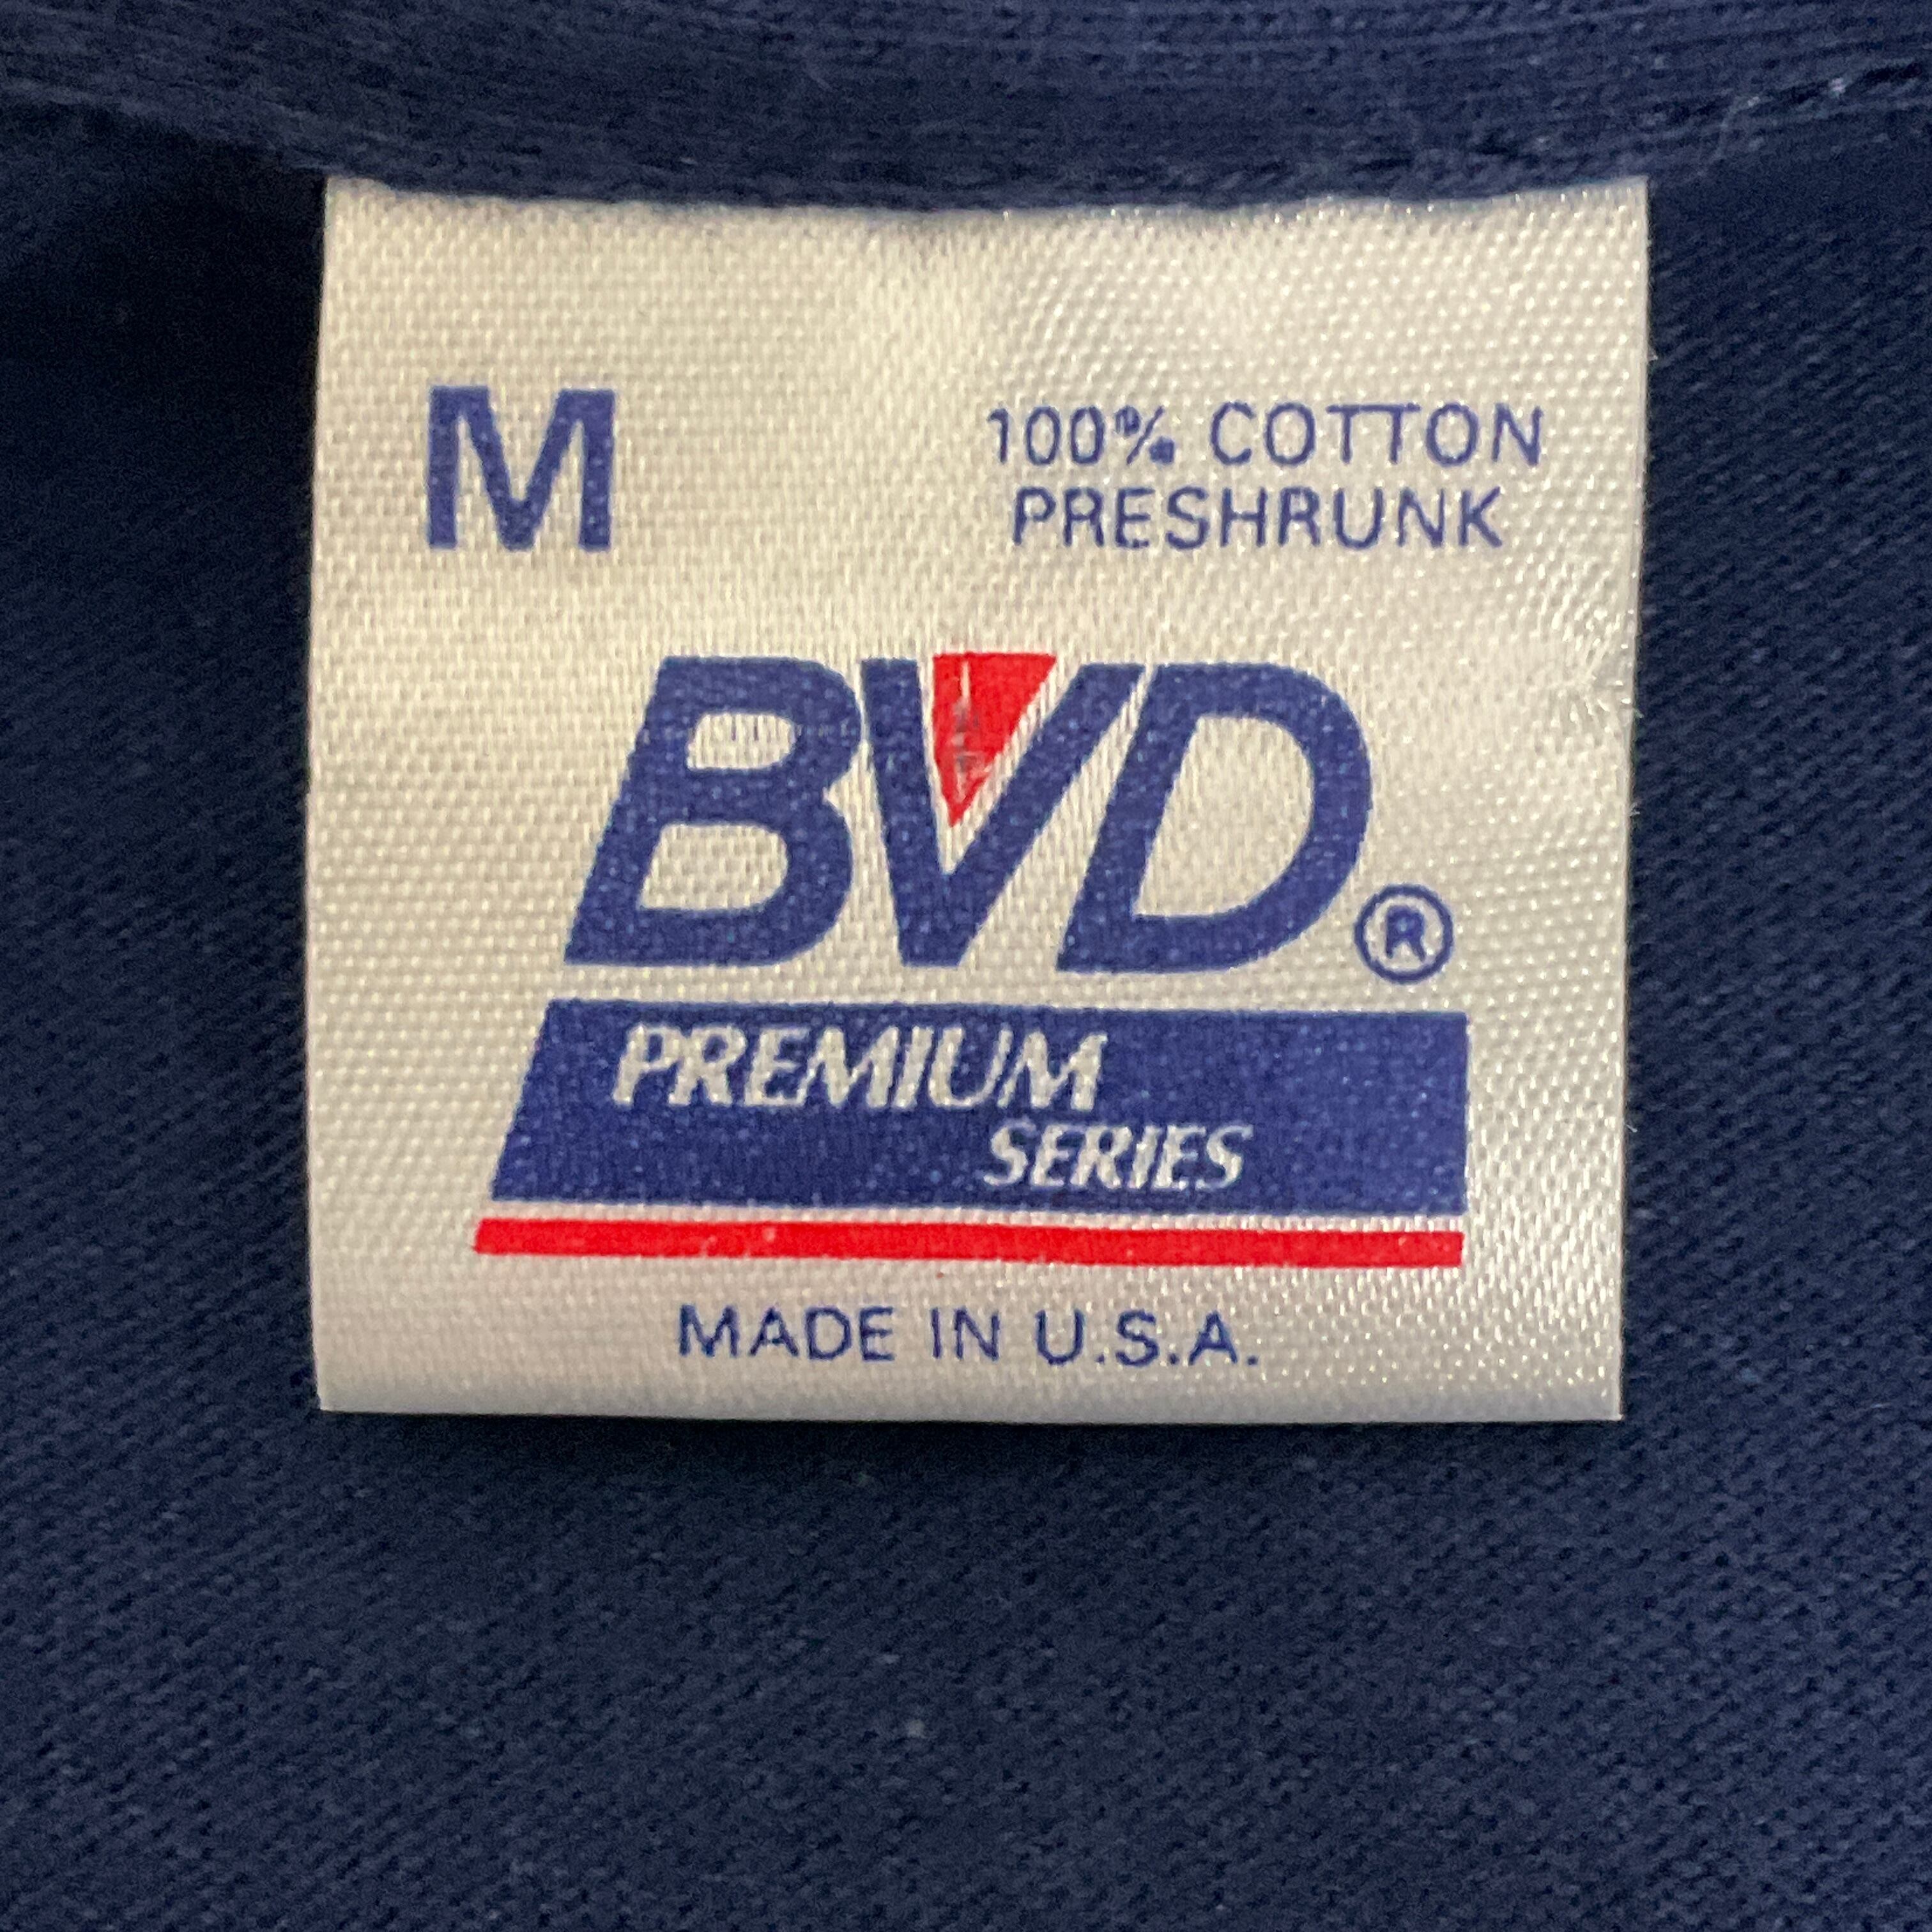 M
100% COTTON
PRESHRUNK
BVD®
PREMIUM
SERIES
MADE IN U.S.A.